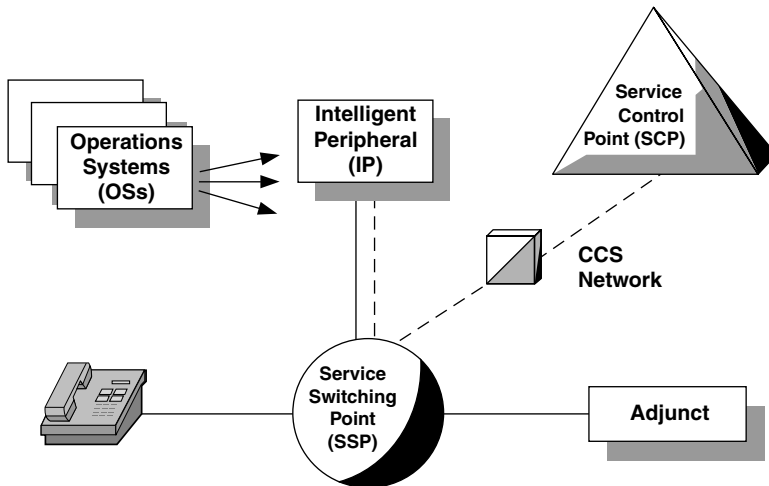 Operations
Systems
(OSs)
Intelligent
Peripheral
(IP)
Service
Control
Point (SCP)
CCS
Network
Service
Switching
Point
(SSP)
Adjunct